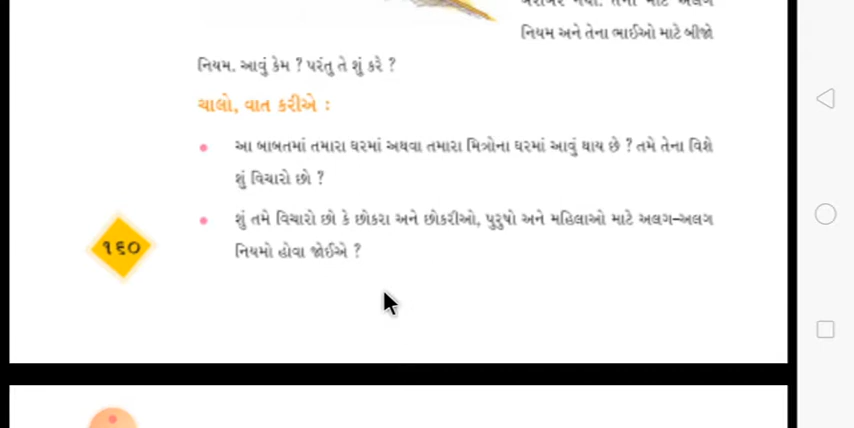 નિયમ અને તેના ભાઈઓ માટે બીજો
નિયમ. આવું કેમ ? પરંતુ તે શું કરે ?
ચાલો, વાત કરીએ :
આ બાબતમાં તમારા ઘરમાં અથવા તમારા મિત્રોના ઘરમાં આવું થાય છે ? તમે તેના વિશે
શું વિચારો છો ?
શું તમે વિચારો છો કે છોકરા અને છોકરીઓ, પુરુષો અને મહિલાઓ માટે અલગ-અલગ
નિયમો હોવા જોઈએ ?
૧૬૦